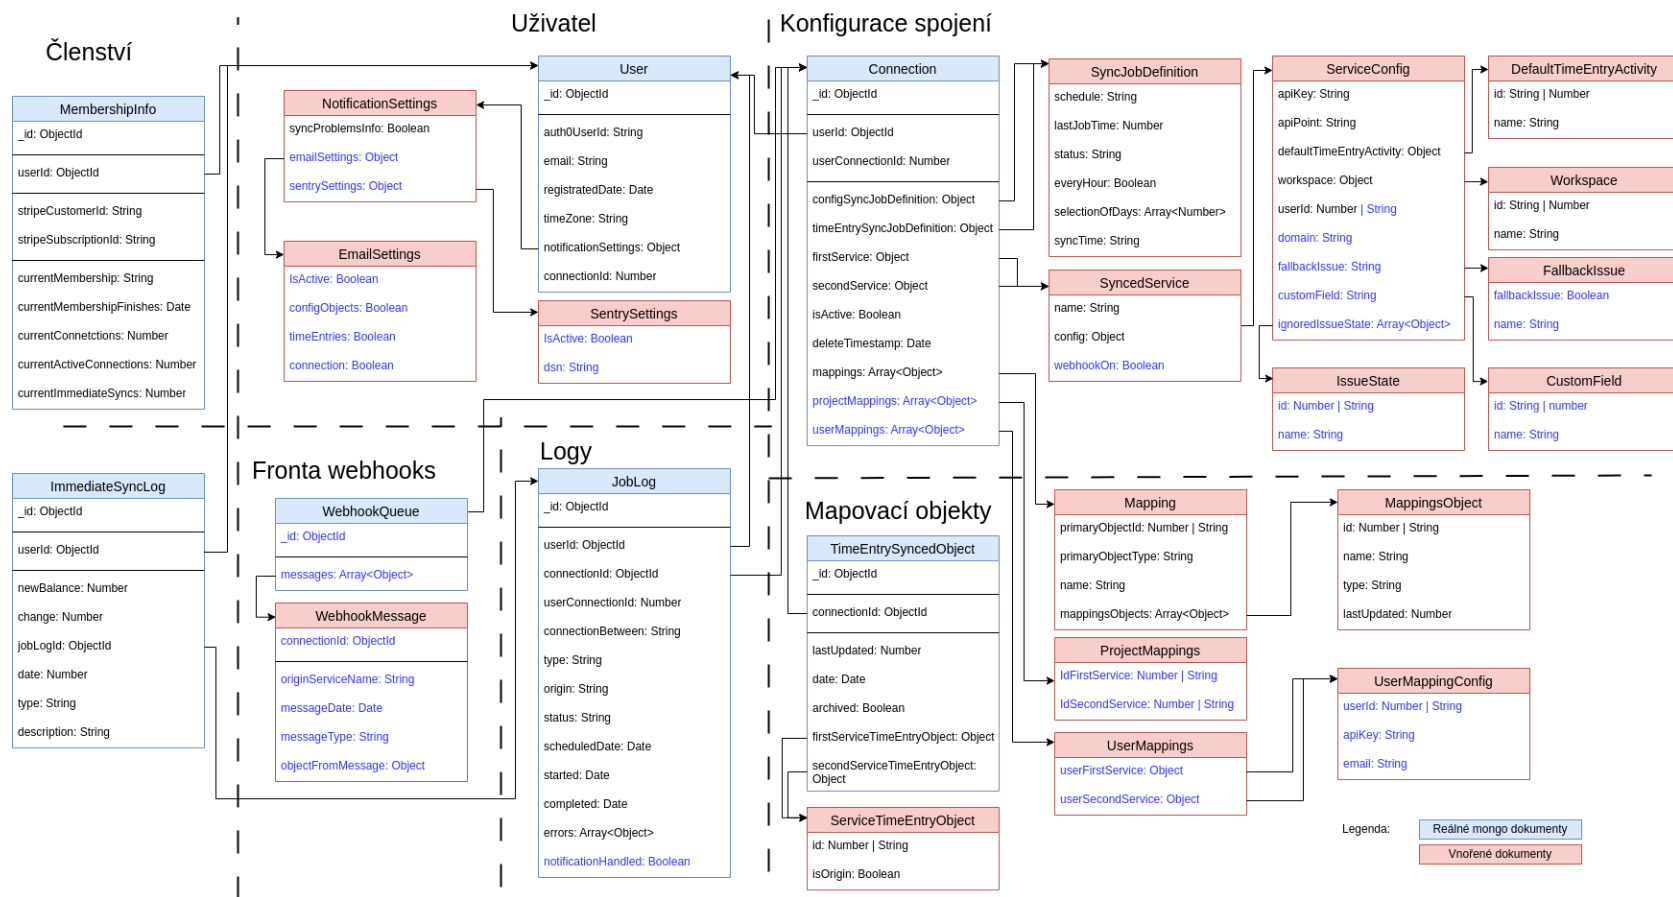 Členství
MembershipInfo
_id: ObjectId
userId: ObjectId
stripeCustomerId: String
stripeSubscriptionId: String
currentMembership: String
currentMembershipFinishes: Date
currentConnetctions: Number
currentActiveConnections: Number
currentImmediateSyncs: Number
ImmediateSyncLog
_id: ObjectId
userId: ObjectId
newBalance: Number
change: Number
jobLogId: ObjectId
date: Number
type: String
description: String
Uživatel
NotificationSettings
syncProblemsInfo: Boolean
emailSettings: Object
sentrySettings: Object
EmailSettings
IsActive: Boolean
configObjects: Boolean
timeEntries: Boolean
connection: Boolean
User
_id: ObjectId
auth0UserId: String
email: String
registratedDate: Date
timeZone: String
notificationSettings: Object
connectionId: Number
SentrySettings
IsActive: Boolean
dsn: String
Fronta webhooks
WebhookQueue
_id: ObjectId
messages: Array<Object>
WebhookMessage
connectionId: ObjectId
originServiceName: String
messageDate: Date
messageType: String
objectFromMessage: Object
Logy
JobLog
_id: ObjectId
userId: ObjectId
connectionId: ObjectId
userConnectionId: Number
connectionBetween: String
type: String
origin: String
status: String
scheduledDate: Date
started: Date
completed: Date
errors: Array<Object>
notificationHandled: Boolean
Konfigurace spojení
Connection
_id: ObjectId
userId: ObjectId
userConnectionId: Number
configSyncJobDefinition: Object
timeEntrySyncJobDefinition: Object
firstService: Object
secondService: Object
isActive: Boolean
deleteTimestamp: Date
mappings: Array<Object>
projectMappings: Array<Object>
userMappings: Array<Object>
SyncJobDefinition
schedule: String
lastJobTime: Number
status: String
everyHour: Boolean
selectionOfDays: Array<Number>
syncTime: String
SyncedService
name: String
config: Object
webhookOn: Boolean
ServiceConfig
apiKey: String
apiPoint: String
defaultTimeEntryActivity: Object
workspace: Object
userId: Number | String
domain: String
fallbackIssue: String
customField: String
ignoredIssueState: Array<Object>
IssueState
id: Number | String
name: String
DefaultTimeEntryActivity
id: String | Number
name: String
Workspace
id: String | Number
name: String
FallbackIssue
fallbackIssue: Boolean
name: String
CustomField
id: String | number
name: String
Mapovací objekty
TimeEntrySyncedObject
_id: ObjectId
connectionId: ObjectId
lastUpdated: Number
date: Date
archived: Boolean
firstServiceTimeEntryObject: Object
secondServiceTimeEntryObject:
Object
ServiceTimeEntryObject
id: Number | String
isOrigin: Boolean
Mapping
primaryObjectId: Number | String
primaryObjectType: String
name: String
mappingsObjects: Array<Object>
ProjectMappings
IdFirstService: Number | String
IdSecondService: Number | String
UserMappings
userFirstService: Object
userSecondService: Object
MappingsObject
id: Number | String
name: String
type: String
lastUpdated: Number
UserMappingConfig
userId: Number | String
apiKey: String
email: String
Legenda:
Reálné mongo dokumenty
Vnořené dokumenty